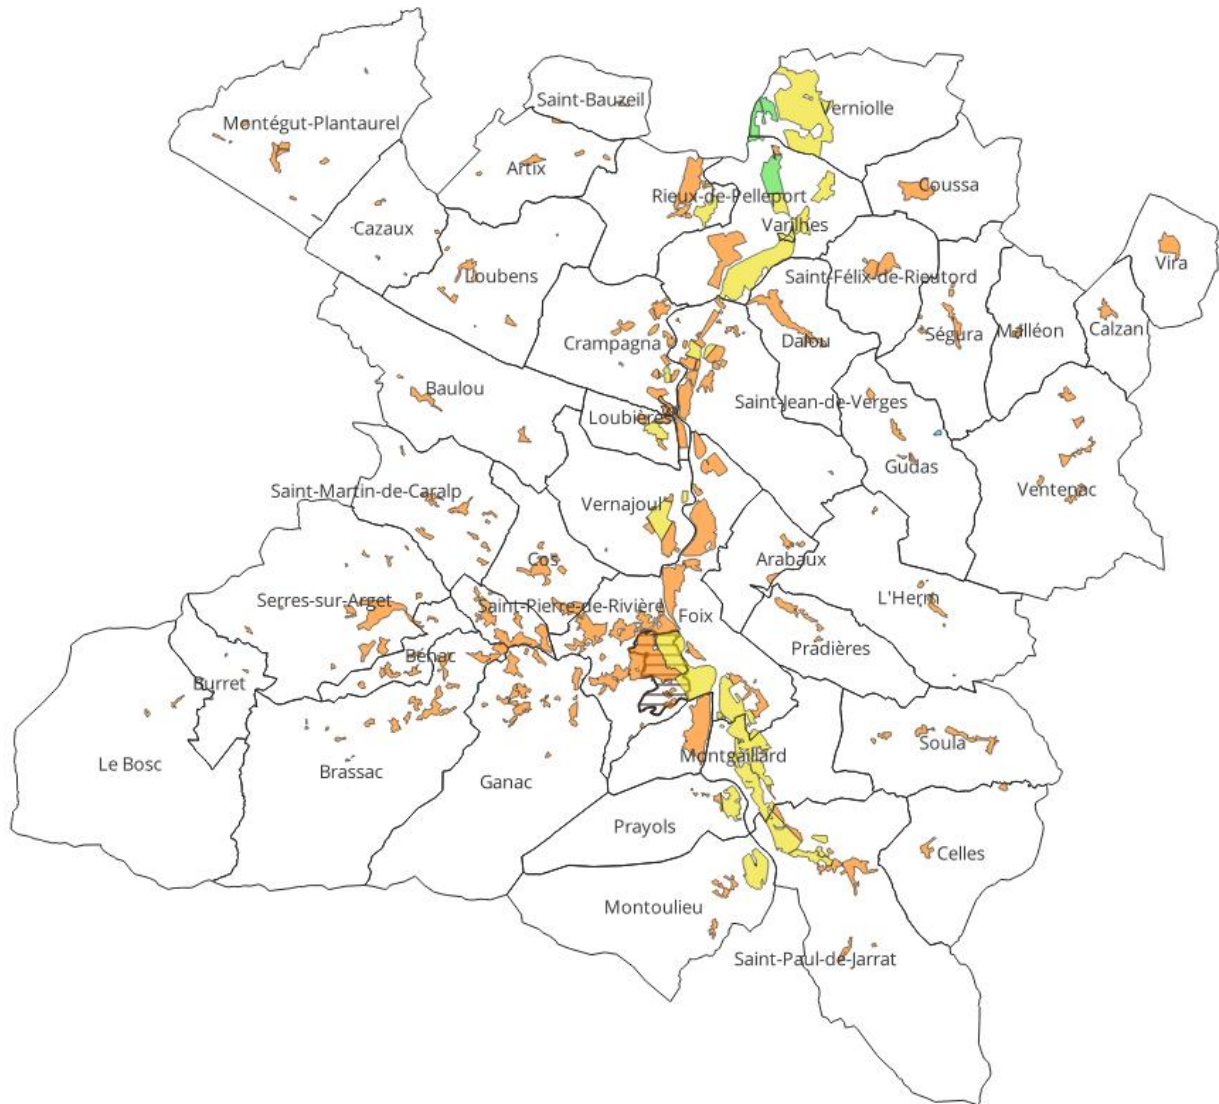 Saint-Bauzeil
Verniolle
Montégut-Plantaurel
Artix
Coussa
Rieux-de-Pelleport
Cazaux
Varilhes
Vira
Loubens
Saint-Félix-de-Rieutord
Calzan
Malléon
Ségura
Dalou
Crampagna
Baulou
Saint-Jean-de-Verges
Loubières
Gudas
Ventenac
Saint-Martin-de-Caralp
Vernajoul
Cos
Arabaux
L'Herm
Serres-sur-Arget
Saint-Pierre-de-Rivière
Foix
Pradières
Bénac
Burret
Soula
Montgaillard
Le Bosc
Brassac
Ganac
Prayols
Celles
Montoulieu
Saint-Paul-de-Jarrat